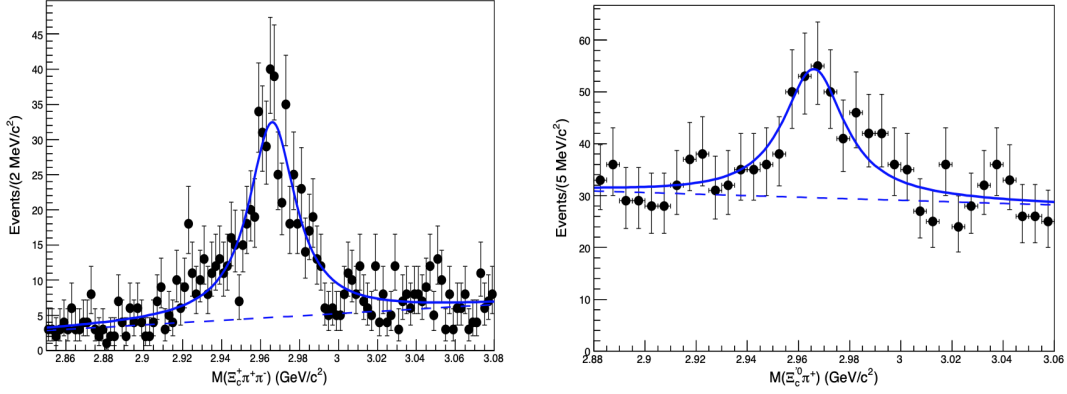 45
40
35
30
25
20
15
10
5
0
Events/(2 MeV/c²)
2.86 2.88 2.9 2.92 2.94 2.96 2.98 3 3.02 3.04 3.06 3.08
M(Ξc⁺π⁺π⁻) (GeV/c²)
60
50
40
30
20
10
0
Events/(5 MeV/c²)
2.88 2.9 2.92 2.94 2.96 2.98 3 3.02 3.04 3.06
M(Ξc'⁰π⁺) (GeV/c²)